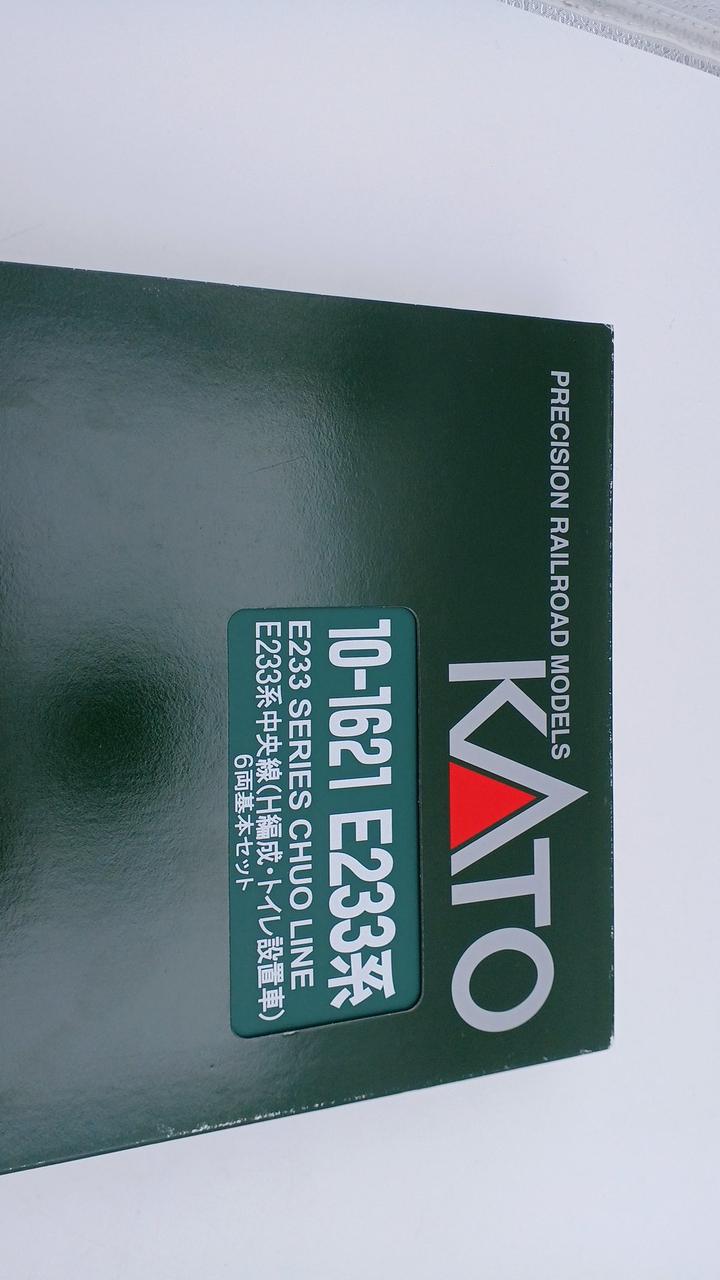 PRECISION RAILROAD MODELS
KATO
10-1621 E233系
E233 SERIES CHUO LINE
E233系中央線(H編成・トイレ設置車)
6両基本セット